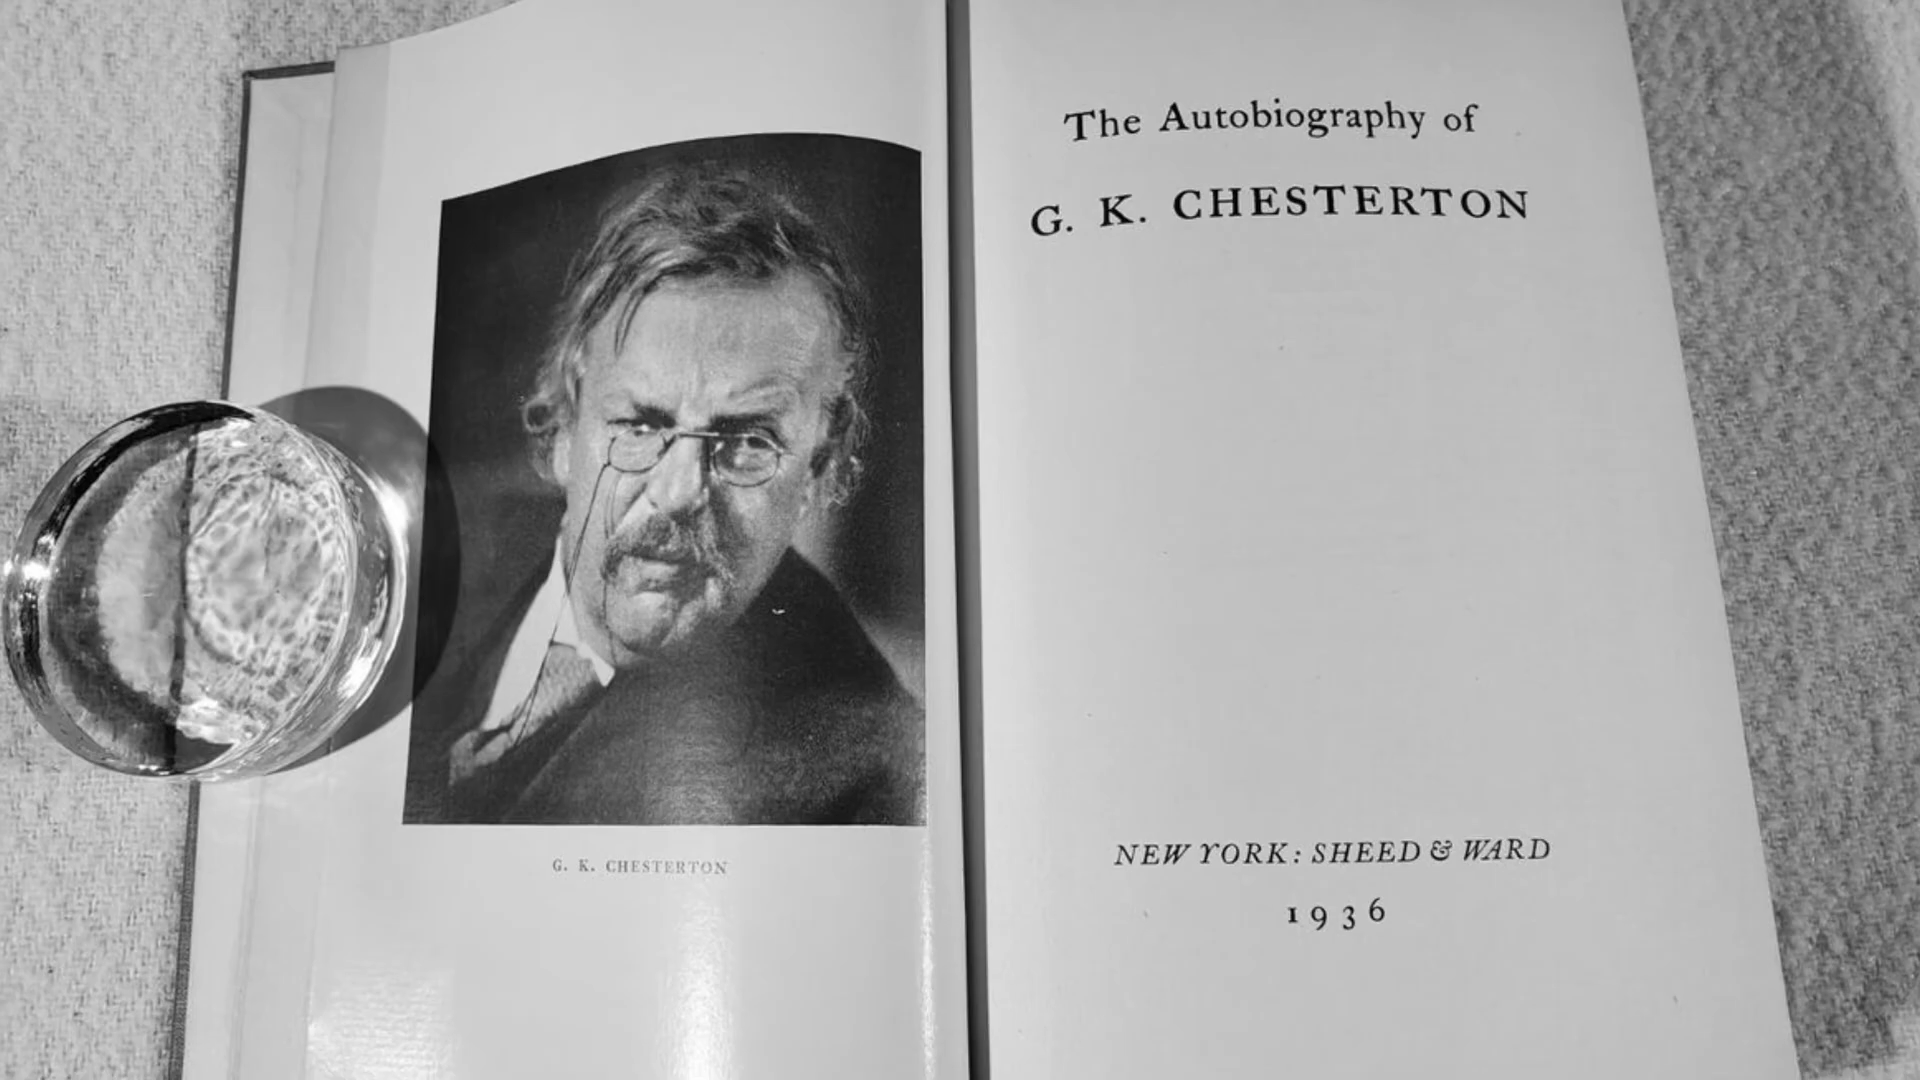 G. K. CHESTERTON
The Autobiography of
G. K. CHESTERTON
NEW YORK: SHEED & WARD
1936